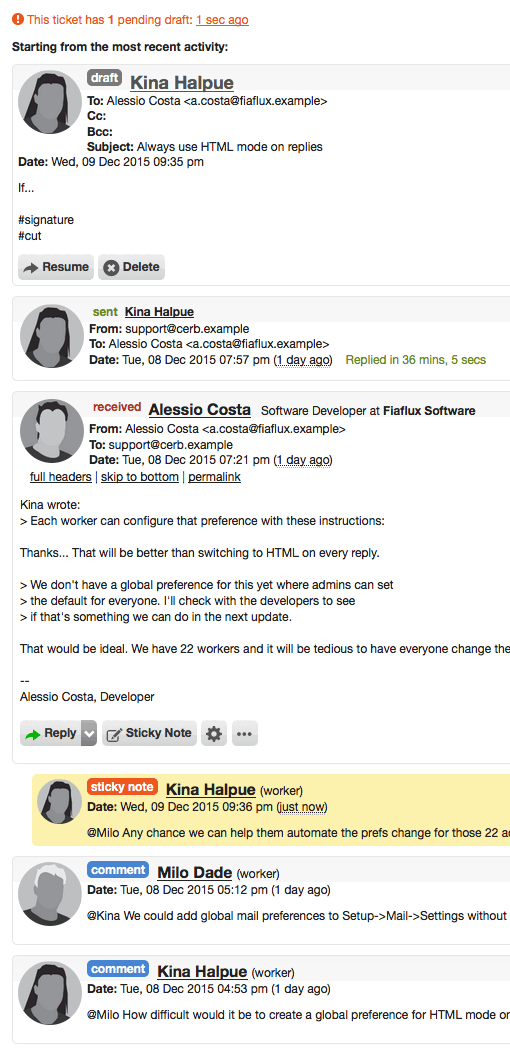 This ticket has 1 pending draft: 1 sec ago
Starting from the most recent activity:
draft Kina Halpue
To: Alessio Costa <a.costa@fiaflux.example>
Cc:
Bcc:
Subject: Always use HTML mode on replies
Date: Wed, 09 Dec 2015 09:35 pm
If...
#signature
#cut
Resume Delete
sent Kina Halpue
From: support@cerb.example
To: Alessio Costa <a.costa@fiaflux.example>
Date: Tue, 08 Dec 2015 07:57 pm (1 day ago) Replied in 36 mins, 5 secs
received Alessio Costa Software Developer at Fiaflux Software
From: Alessio Costa <a.costa@fiaflux.example>
To: support@cerb.example
Date: Tue, 08 Dec 2015 07:21 pm (1 day ago)
full headers | skip to bottom | permalink
Kina wrote:
> Each worker can configure that preference with these instructions:
Thanks... That will be better than switching to HTML on every reply.
> We don't have a global preference for this yet where admins can set
> the default for everyone. I'll check with the developers to see
> if that's something we can do in the next update.
That would be ideal. We have 22 workers and it will be tedious to have everyone change the
--
Alessio Costa, Developer
Reply Sticky Note
sticky note Kina Halpue (worker)
Date: Wed, 09 Dec 2015 09:36 pm (just now)
@Milo Any chance we can help them automate the prefs change for those 22
comment Milo Dade (worker)
Date: Tue, 08 Dec 2015 05:12 pm (1 day ago)
@Kina We could add global mail preferences to Setup->Mail->Settings without
comment Kina Halpue (worker)
Date: Tue, 08 Dec 2015 04:53 pm (1 day ago)
@Milo How difficult would it be to create a global preference for HTML mode